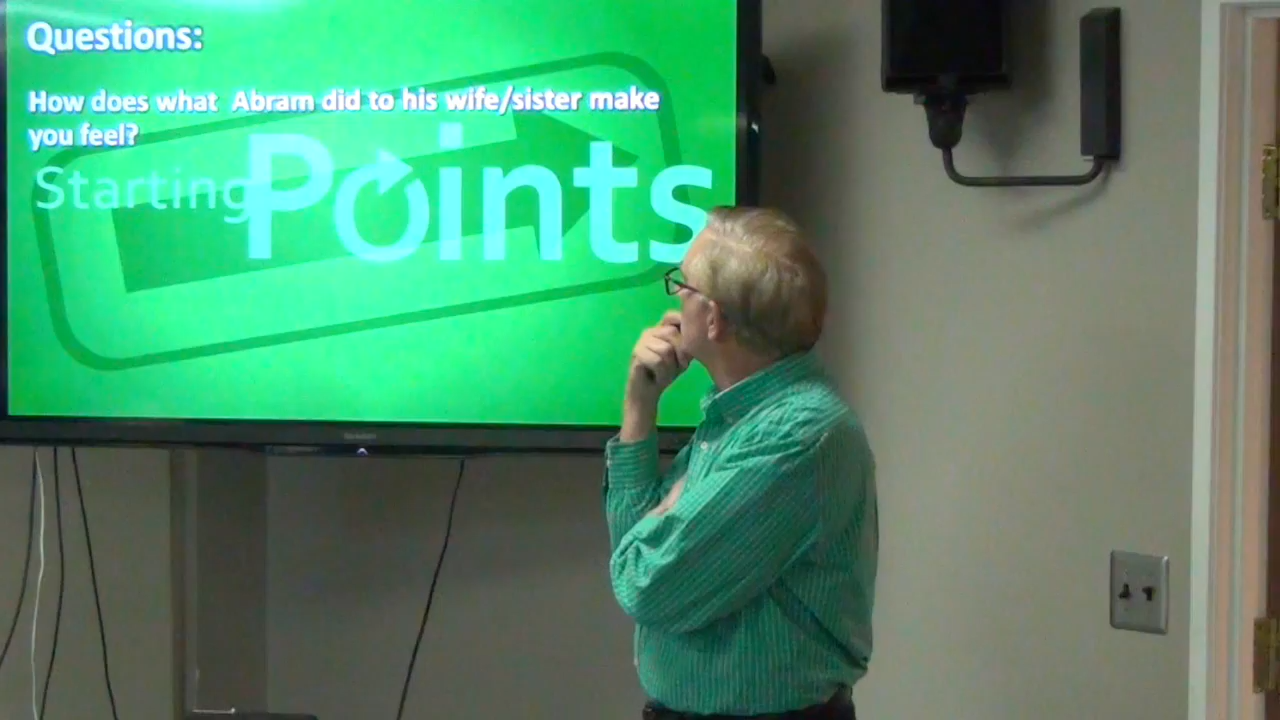 Questions:
How does what Abram did to his wife/sister make
you feel?
Starting Points